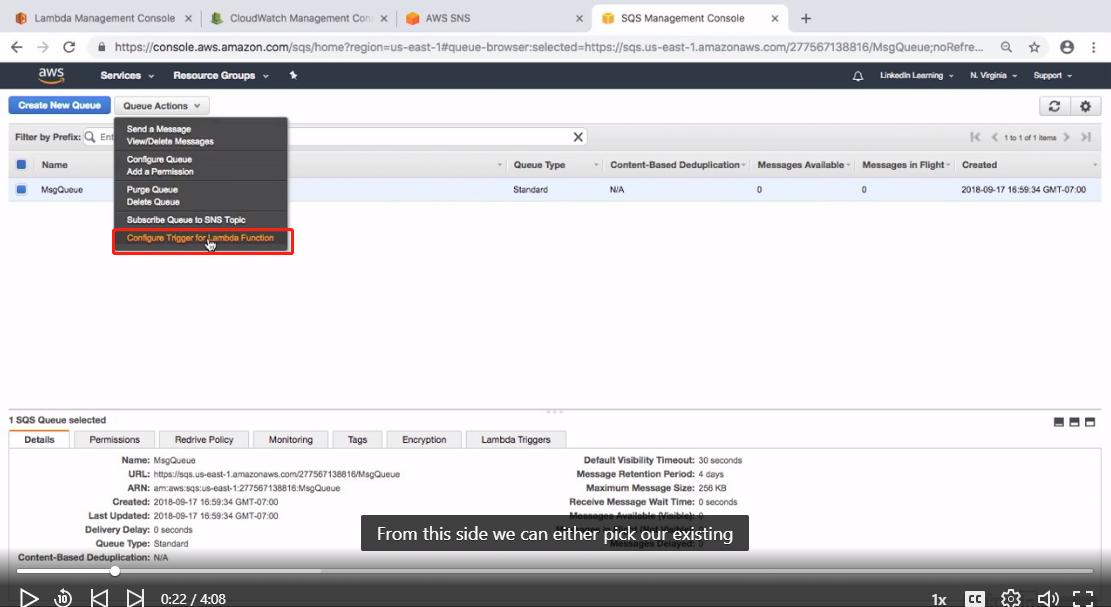 Lambda Management Console
CloudWatch Management Con
AWS SNS
SQS Management Console
https://console.aws.amazon.com/sqs/home?region=us-east-1#queue-browser:selected=https://sqs.us-east-1.amazonaws.com/277567138816/MsgQueue;noRefre...
aws
Services
Resource Groups
LinkedIn Learning
N. Virginia
Support
Create New Queue
Queue Actions
Send a Message
View/Delete Messages
Configure Queue
Add a Permission
Purge Queue
Delete Queue
Subscribe Queue to SNS Topic
Configure Trigger for Lambda Function
Filter by Prefix:
Ent
1 to 1 of 1 items
Name
Queue Type
Content-Based Deduplication
Messages Available
Messages in Flight
Created
MsgQueue
Standard
N/A
0
0
2018-09-17 16:59:34 GMT-07:00
1 SQS Queue selected
Details
Permissions
Redrive Policy
Monitoring
Tags
Encryption
Lambda Triggers
Name: MsgQueue
URL: https://sqs.us-east-1.amazonaws.com/277567138816/MsgQueue
ARN: arn:aws:sqs:us-east-1:277567138816:MsgQueue
Created: 2018-09-17 16:59:34 GMT-07:00
Last Updated: 2018-09-17 16:59:34 GMT-07:00
Delivery Delay: 0 seconds
Queue Type: Standard
Content-Based Deduplication: N/A
Default Visibility Timeout: 30 seconds
Message Retention Period: 4 days
Maximum Message Size: 256 KB
Receive Message Wait Time: 0 seconds
Messages Available (Visible): 0
From this side we can either pick our existing
10
0:22 / 4:08
1x
CC